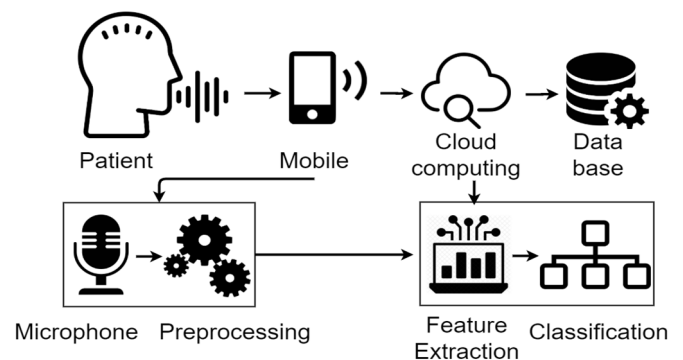 Patient
Mobile
Cloud
computing
Data
base
Microphone
Preprocessing
Feature
Extraction
Classification